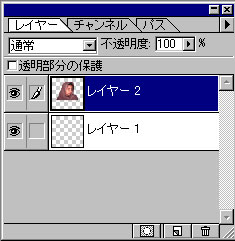 レイヤー チャンネル パス
通常 不透明度: 100 %
透明部分の保護
レイヤー 2
レイヤー 1